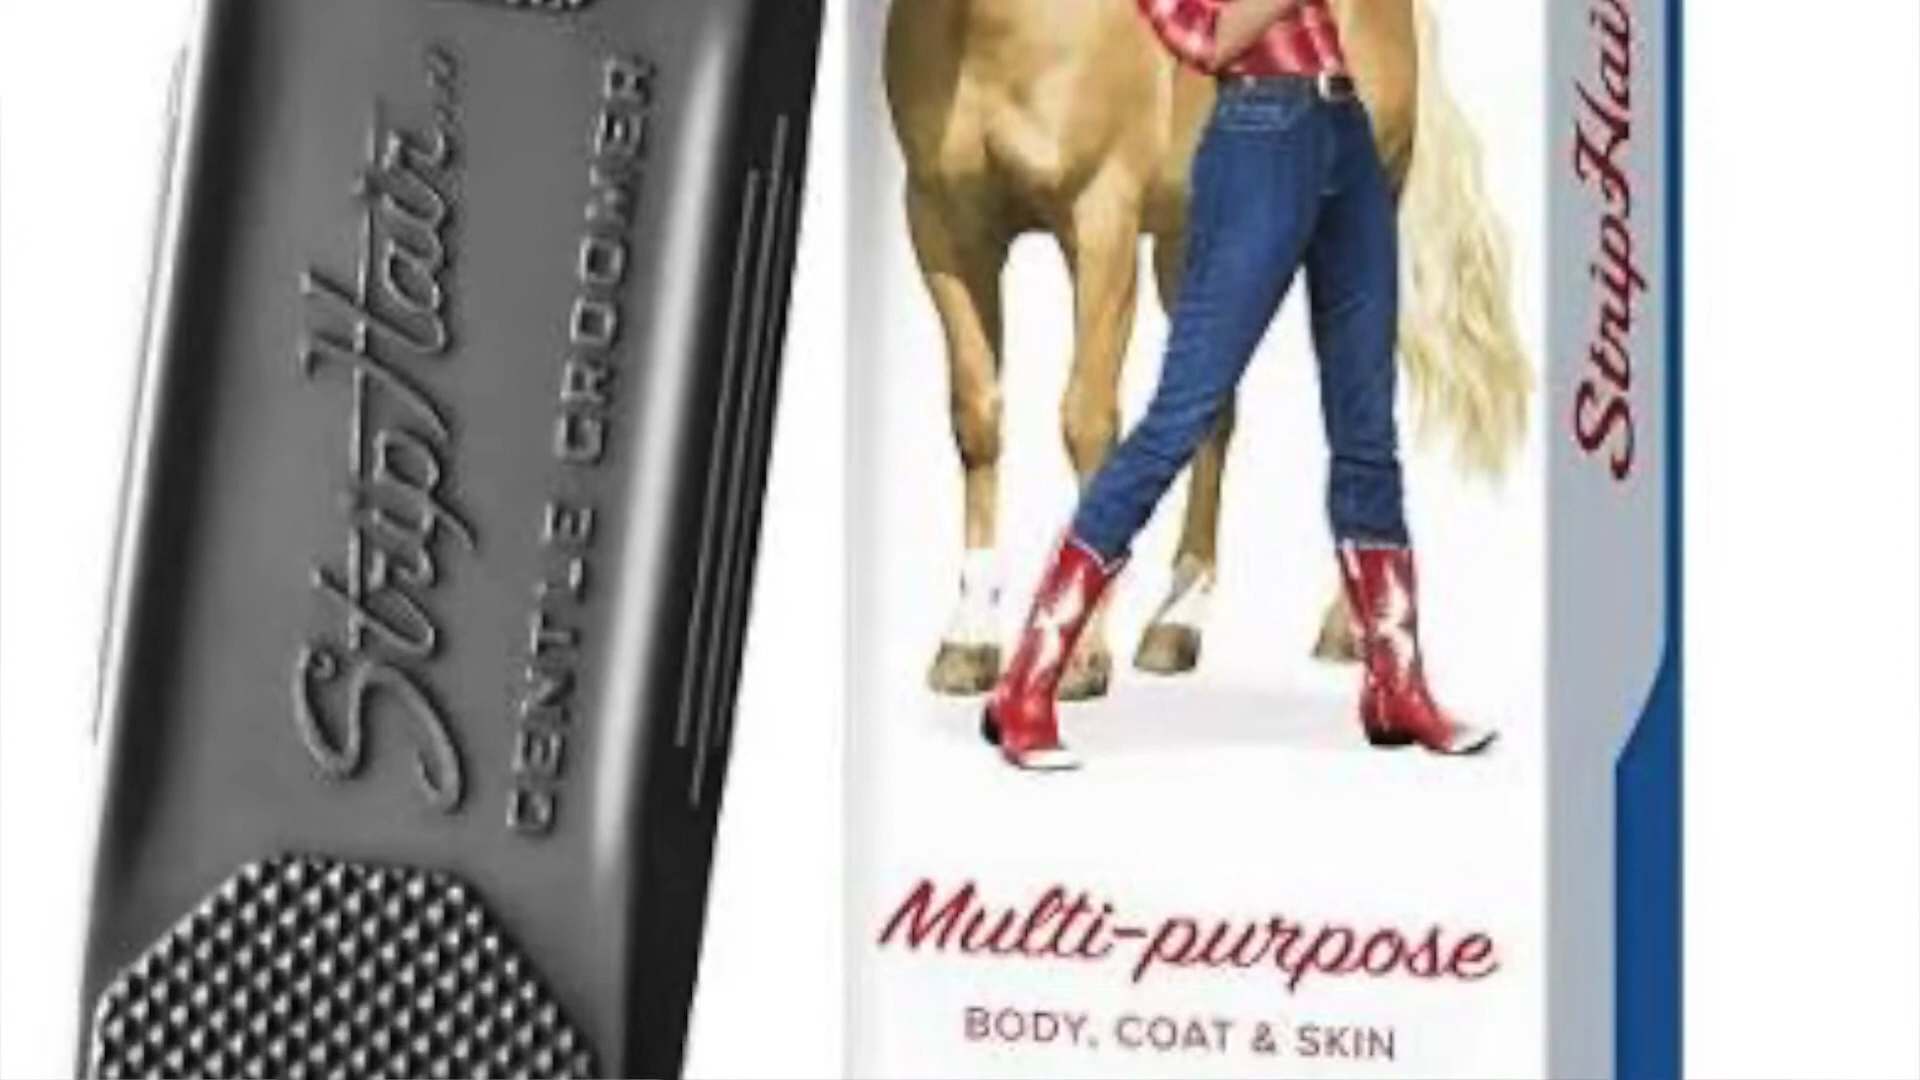 StripHair
GENTLE GROOMER
Multi-purpose
BODY, COAT & SKIN
StripHair